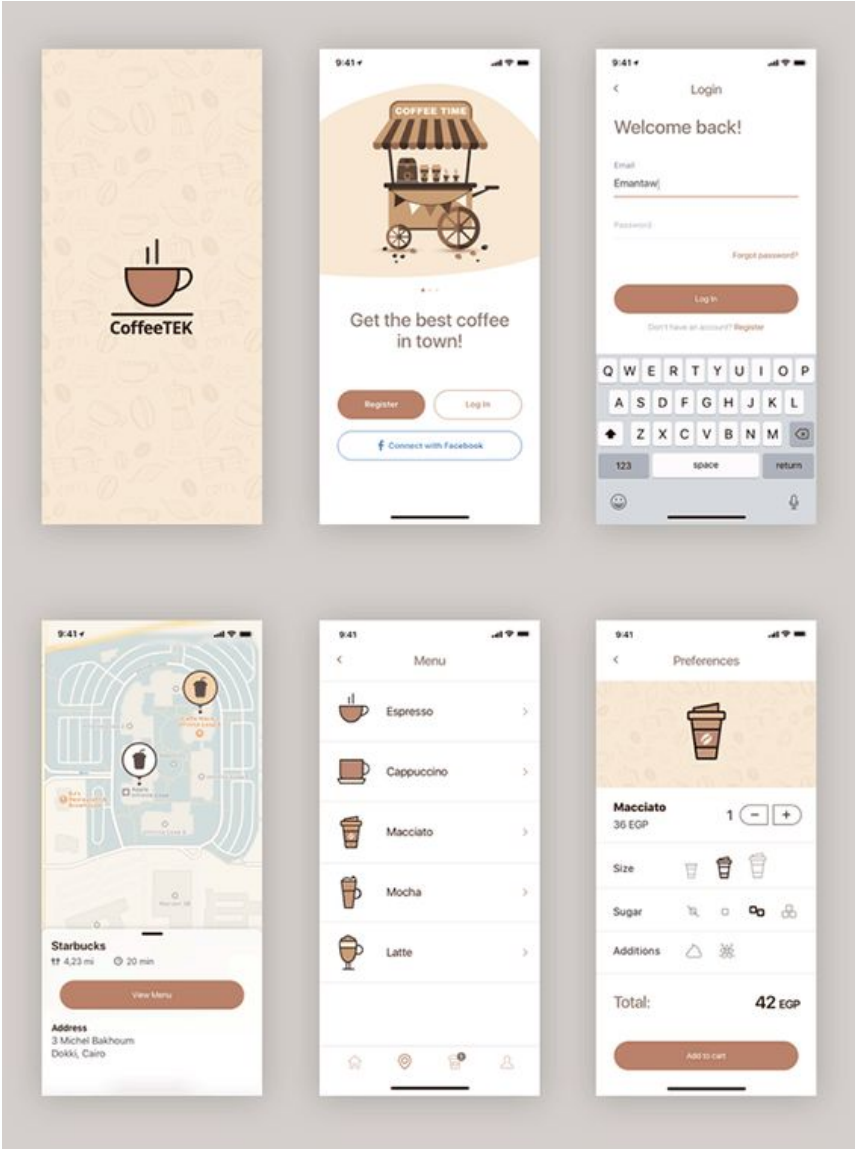 CoffeeTEK
9:41
COFFEE TIME
Get the best coffee
in town!
Register
Log In
Connect with Facebook
9:41
Login
Welcome back!
Email
Emantaw
Password
Forgot password?
Log In
Don't have an account? Register
Q W E R T Y U I O P
A S D F G H J K L
Z X C V B N M
123 space return
9:41
Starbucks
4,23 mi 20 min
View Menu
Address
3 Michel Bakhoum
Dokki, Cairo
9:41
Menu
Espresso
Cappuccino
Macciato
Mocha
Latte
9:41
Preferences
Macciato
36 EGP
1
Size
Sugar
Additions
Total: 42 EGP
Add to cart